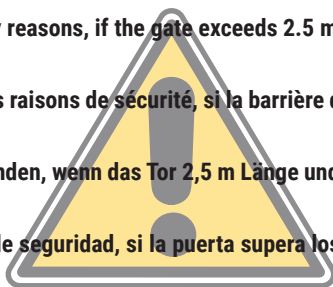 reasons, if the gate exceeds 2.5 m
raisons de sécurité, si la barrière
wenn das Tor 2,5 m Länge und
de seguridad, si la puerta supera los